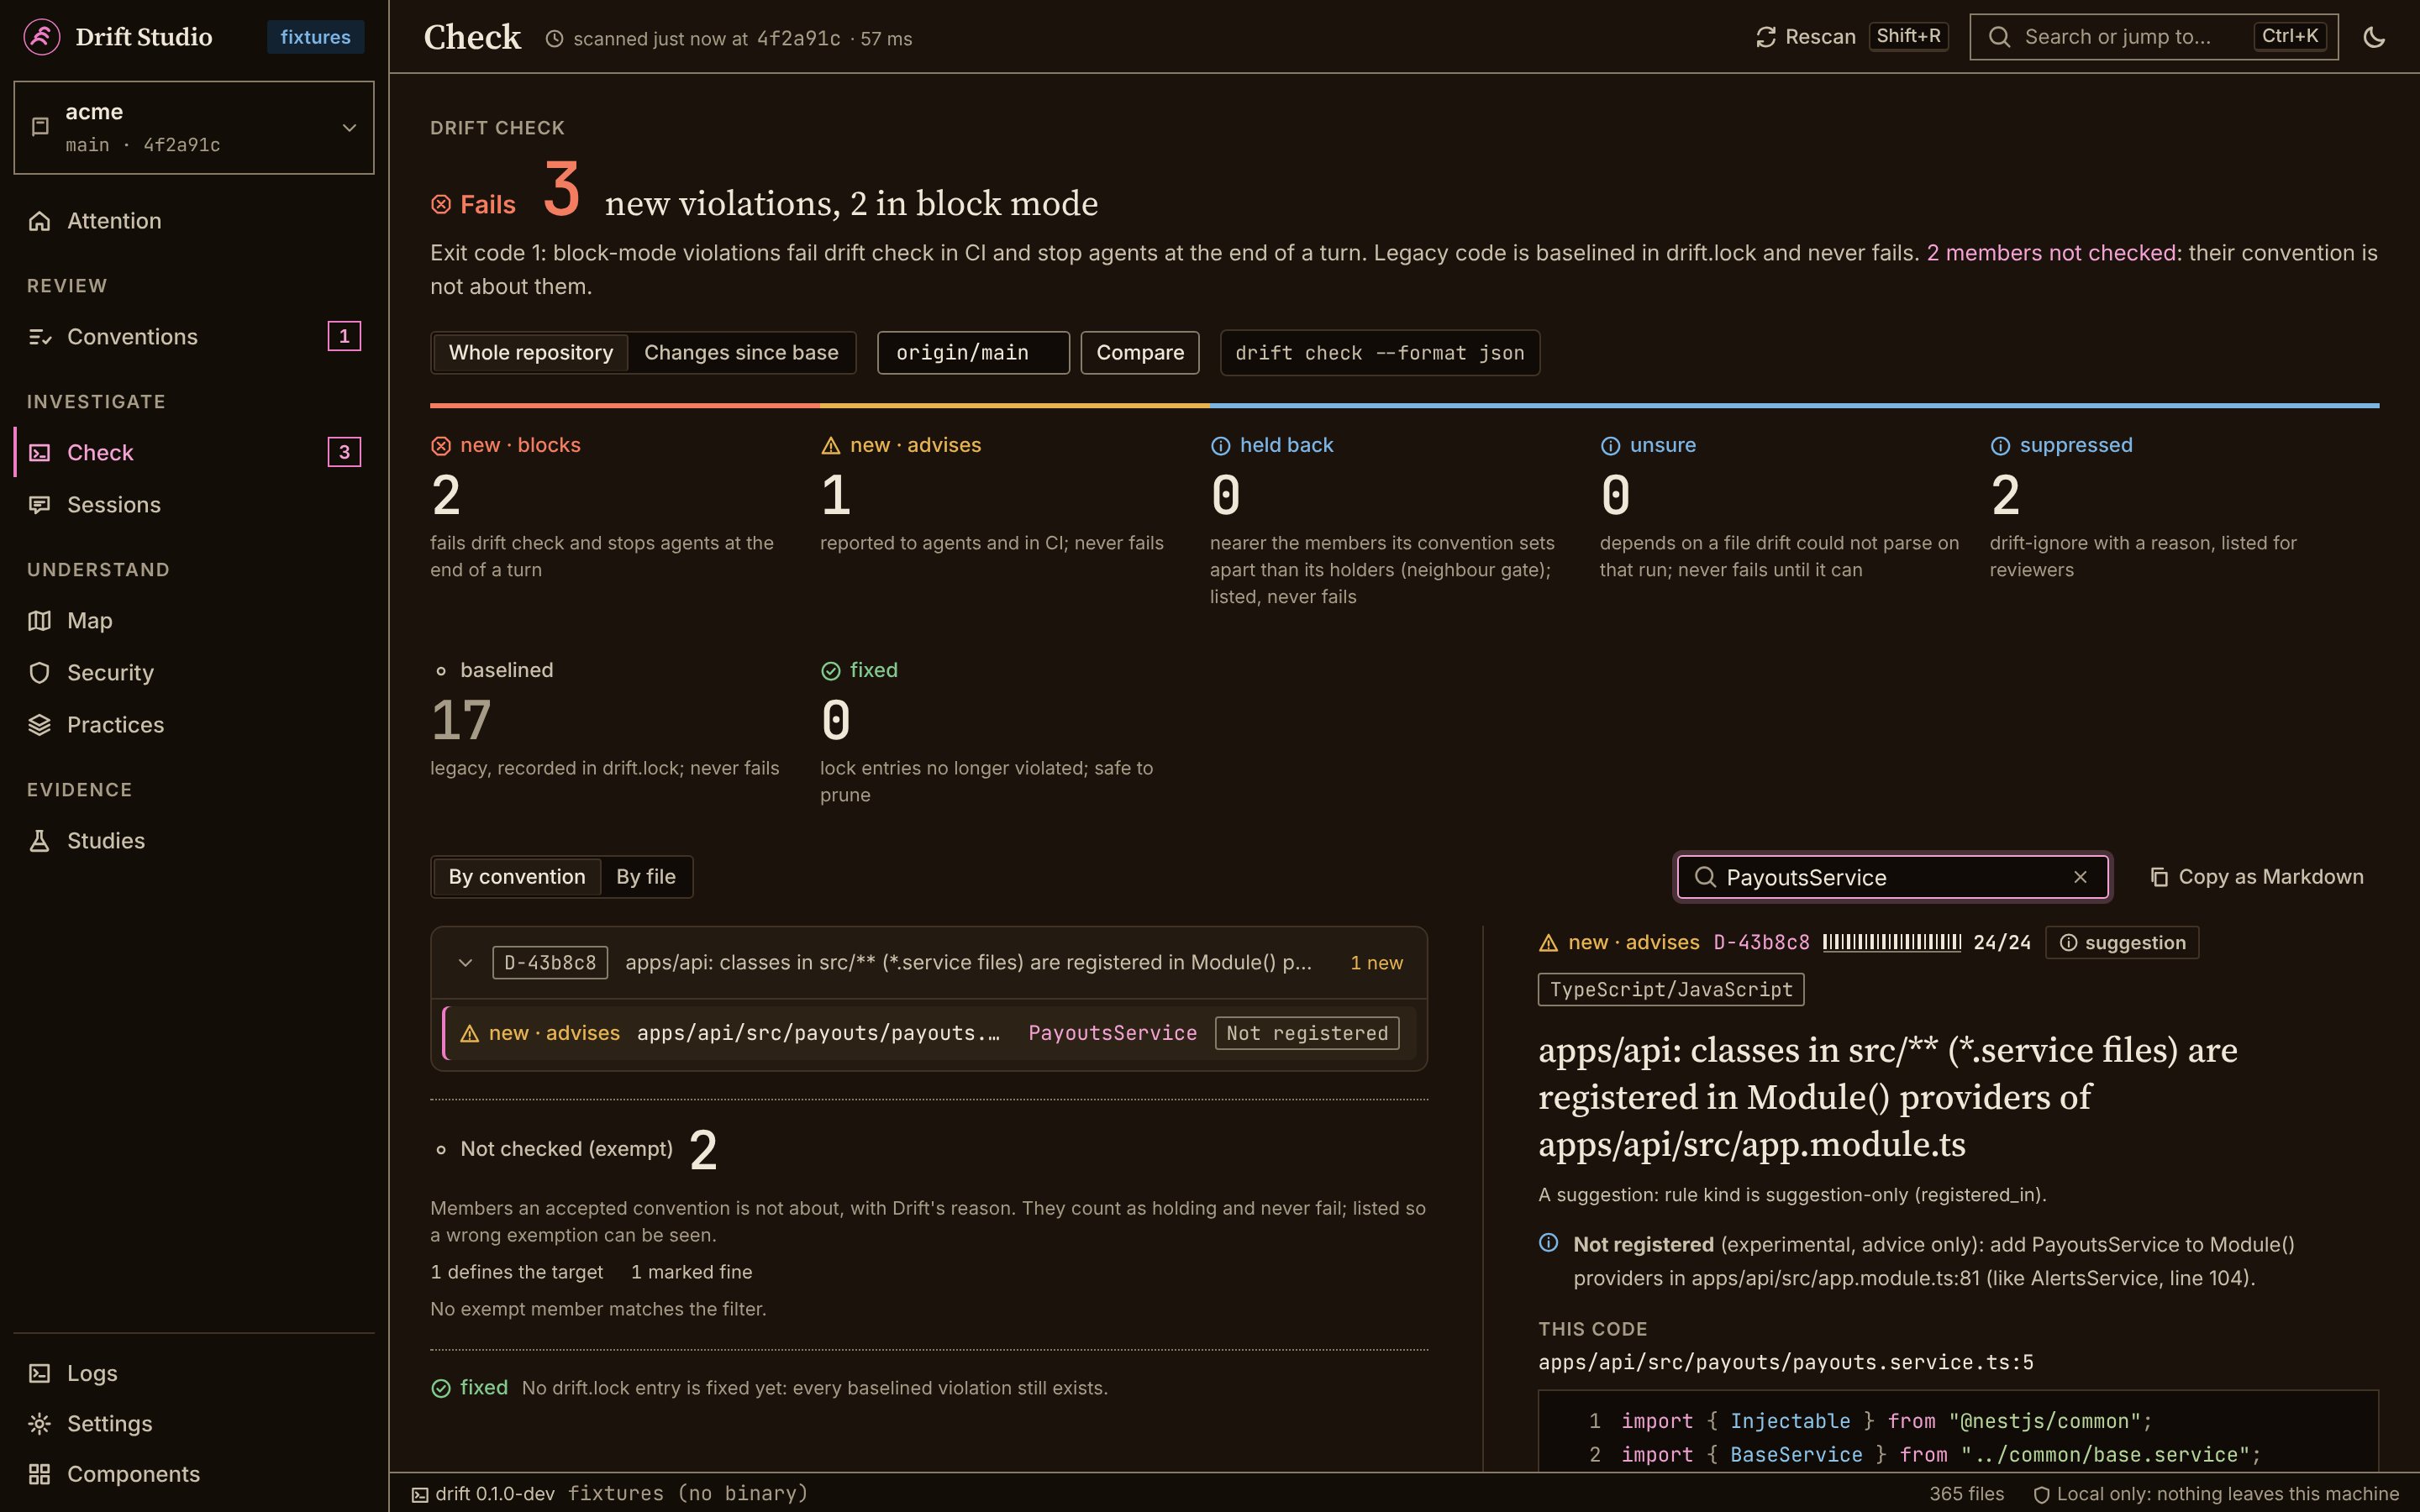 Drift Studio
fixtures
acme
main · 4f2a91c
Attention
REVIEW
Conventions
1
INVESTIGATE
Check
3
Sessions
UNDERSTAND
Map
Security
Practices
EVIDENCE
Studies
Logs
Settings
Components
Check
scanned just now at 4f2a91c · 57 ms
Rescan
Shift+R
Search or jump to...
Ctrl+K
DRIFT CHECK
Fails 3 new violations, 2 in block mode
Exit code 1: block-mode violations fail drift check in CI and stop agents at the end of a turn. Legacy code is baselined in drift.lock and never fails. 2 members not checked: their convention is
not about them.
Whole repository
Changes since base
origin/main
Compare
drift check --format json
new · blocks
2
fails drift check and stops agents at the
end of a turn
new · advises
1
reported to agents and in CI; never fails
held back
0
nearer the members its convention sets
apart than its holders (neighbour gate);
listed, never fails
unsure
0
depends on a file drift could not parse on
that run; never fails until it can
suppressed
2
drift-ignore with a reason, listed for
reviewers
baselined
17
legacy, recorded in drift.lock; never fails
fixed
0
lock entries no longer violated; safe to
prune
By convention
By file
PayoutsService
Copy as Markdown
D-43b8c8 apps/api: classes in src/** (*.service files) are registered in Module() p... 1 new
new · advises apps/api/src/payouts/payouts.… PayoutsService Not registered
Not checked (exempt) 2
Members an accepted convention is not about, with Drift's reason. They count as holding and never fail; listed so
a wrong exemption can be seen.
1 defines the target 1 marked fine
No exempt member matches the filter.
fixed No drift.lock entry is fixed yet: every baselined violation still exists.
new · advises D-43b8c8 24/24 suggestion
TypeScript/JavaScript
apps/api: classes in src/** (*.service files) are
registered in Module() providers of
apps/api/src/app.module.ts
A suggestion: rule kind is suggestion-only (registered_in).
Not registered (experimental, advice only): add PayoutsService to Module()
providers in apps/api/src/app.module.ts:81 (like AlertsService, line 104).
THIS CODE
apps/api/src/payouts/payouts.service.ts:5
1 import { Injectable } from "@nestjs/common";
2 import { BaseService } from "../common/base.service";
drift 0.1.0-dev fixtures (no binary)
365 files
Local only: nothing leaves this machine